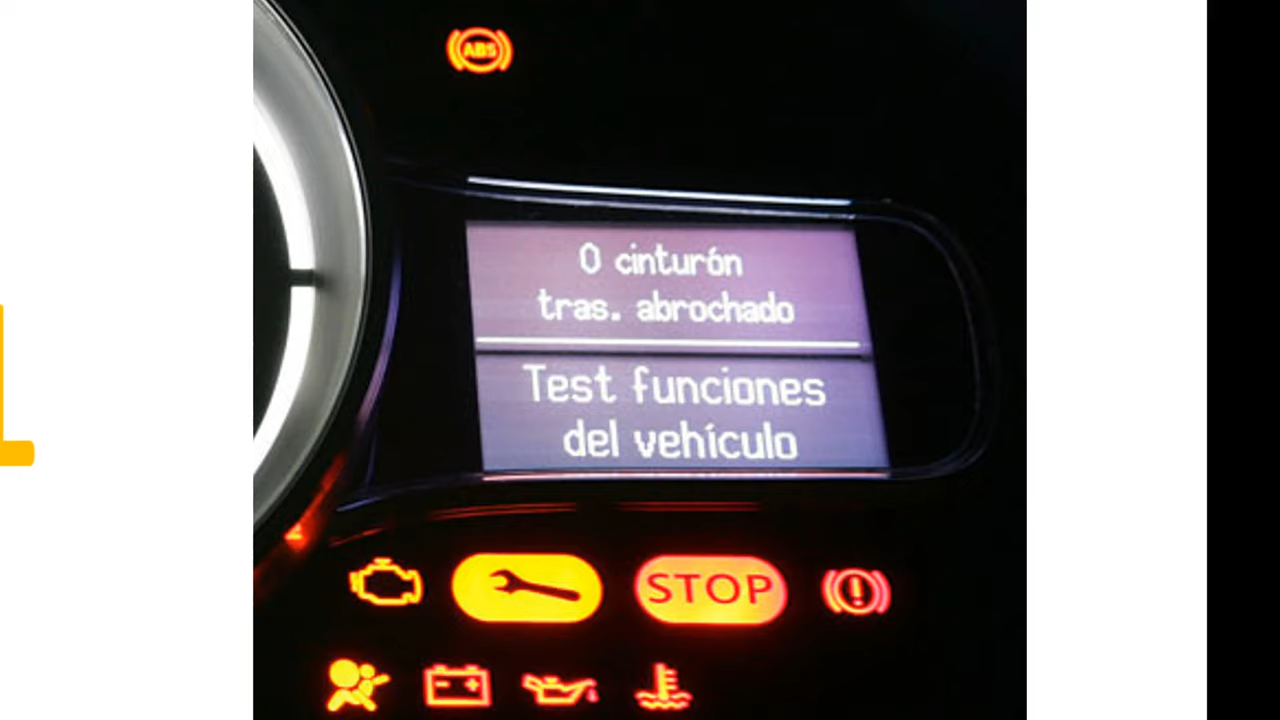 ABS
0 cinturón
tras. abrochado
Test funciones
del vehículo
STOP